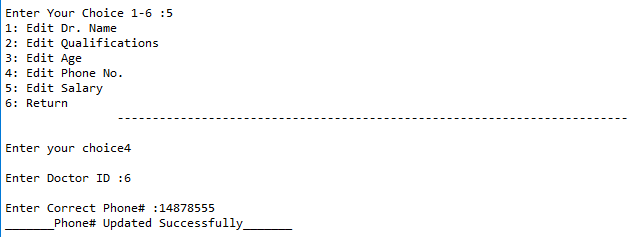 Enter Your Choice 1-6 :5
1: Edit Dr. Name
2: Edit Qualifications
3: Edit Age
4: Edit Phone No.
5: Edit Salary
6: Return
--------------------------------------------------------------------------
Enter your choice4
Enter Doctor ID :6
Enter Correct Phone# :14878555
_______Phone# Updated Successfully_______